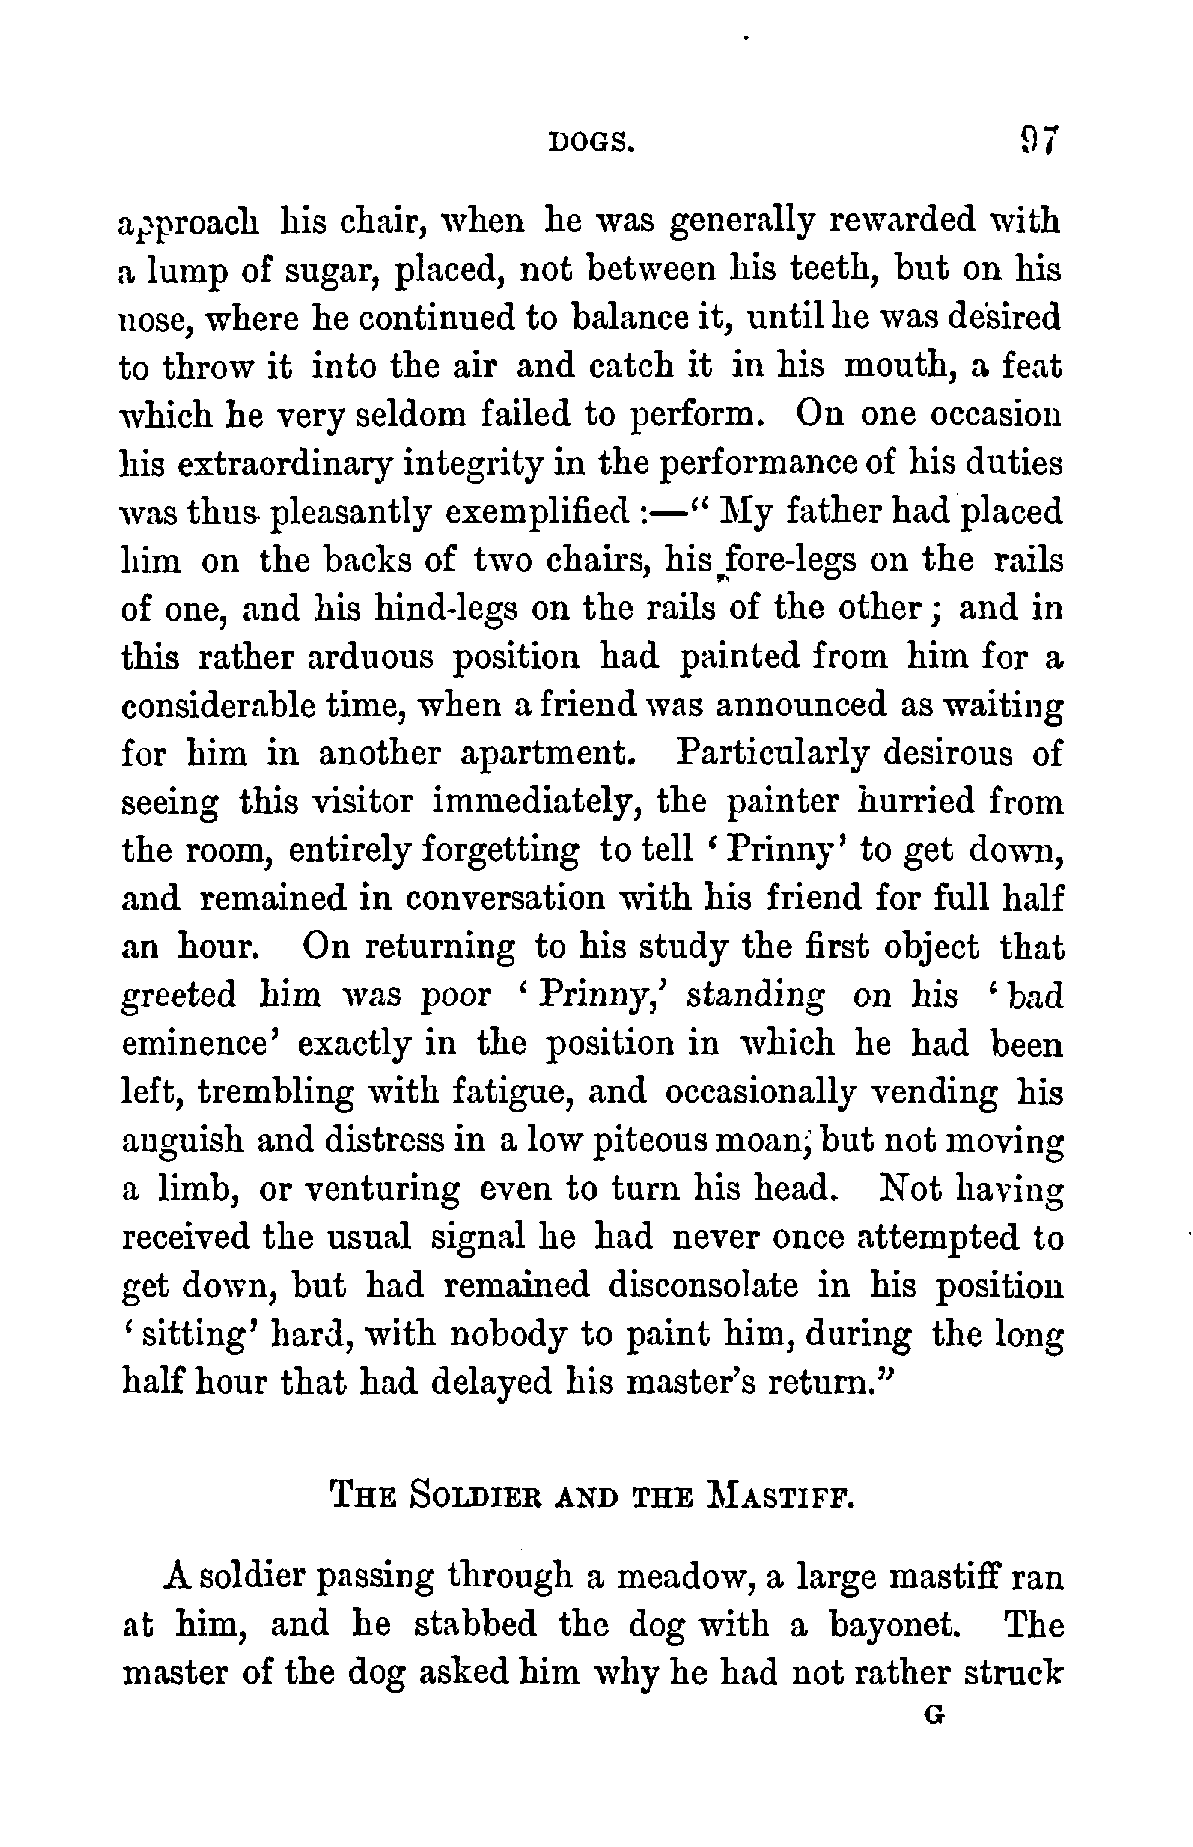 DOGS. 97
approach his chair, when he was generally rewarded with
a lump of sugar, placed, not between his teeth, but on his
nose, where he continued to balance it, until he was desired
to throw it into the air and catch it in his mouth, a feat
which he very seldom failed to perform. On one occasion
his extraordinary integrity in the performance of his duties
was thus pleasantly exemplified :—“ My father had placed
him on the backs of two chairs, his fore-legs on the rails
of one, and his hind-legs on the rails of the other ; and in
this rather arduous position had painted from him for a
considerable time, when a friend was announced as waiting
for him in another apartment. Particularly desirous of
seeing this visitor immediately, the painter hurried from
the room, entirely forgetting to tell ‘ Prinny’ to get down,
and remained in conversation with his friend for full half
an hour. On returning to his study the first object that
greeted him was poor ‘ Prinny,’ standing on his ‘ bad
eminence’ exactly in the position in which he had been
left, trembling with fatigue, and occasionally vending his
anguish and distress in a low piteous moan, but not moving
a limb, or venturing even to turn his head. Not having
received the usual signal he had never once attempted to
get down, but had remained disconsolate in his position
‘ sitting’ hard, with nobody to paint him, during the long
half hour that had delayed his master’s return.”
THE SOLDIER AND THE MASTIFF.
A soldier passing through a meadow, a large mastiff ran
at him, and he stabbed the dog with a bayonet. The
master of the dog asked him why he had not rather struck
G